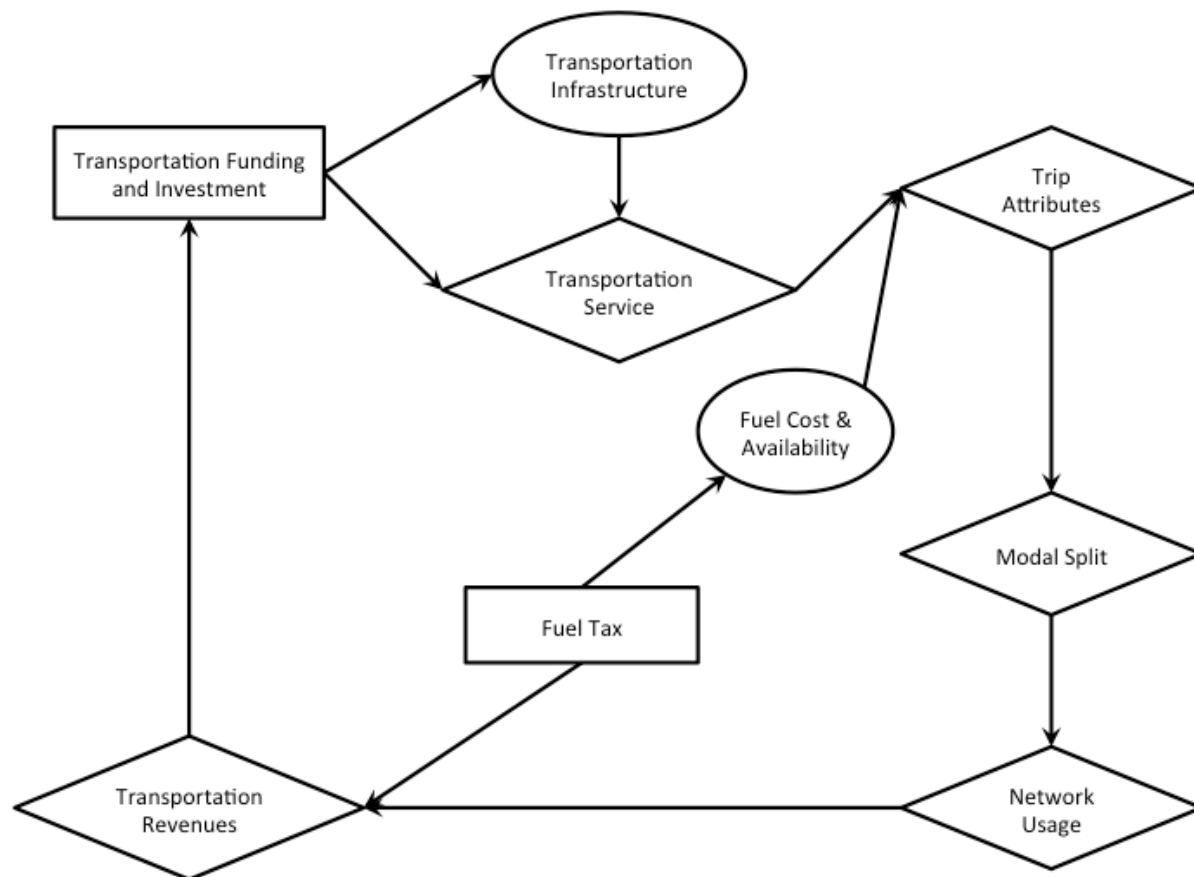 Transportation
Infrastructure
Transportation Funding
and Investment
Trip
Attributes
Transportation
Service
Fuel Cost &
Availability
Modal Split
Fuel Tax
Transportation
Revenues
Network
Usage